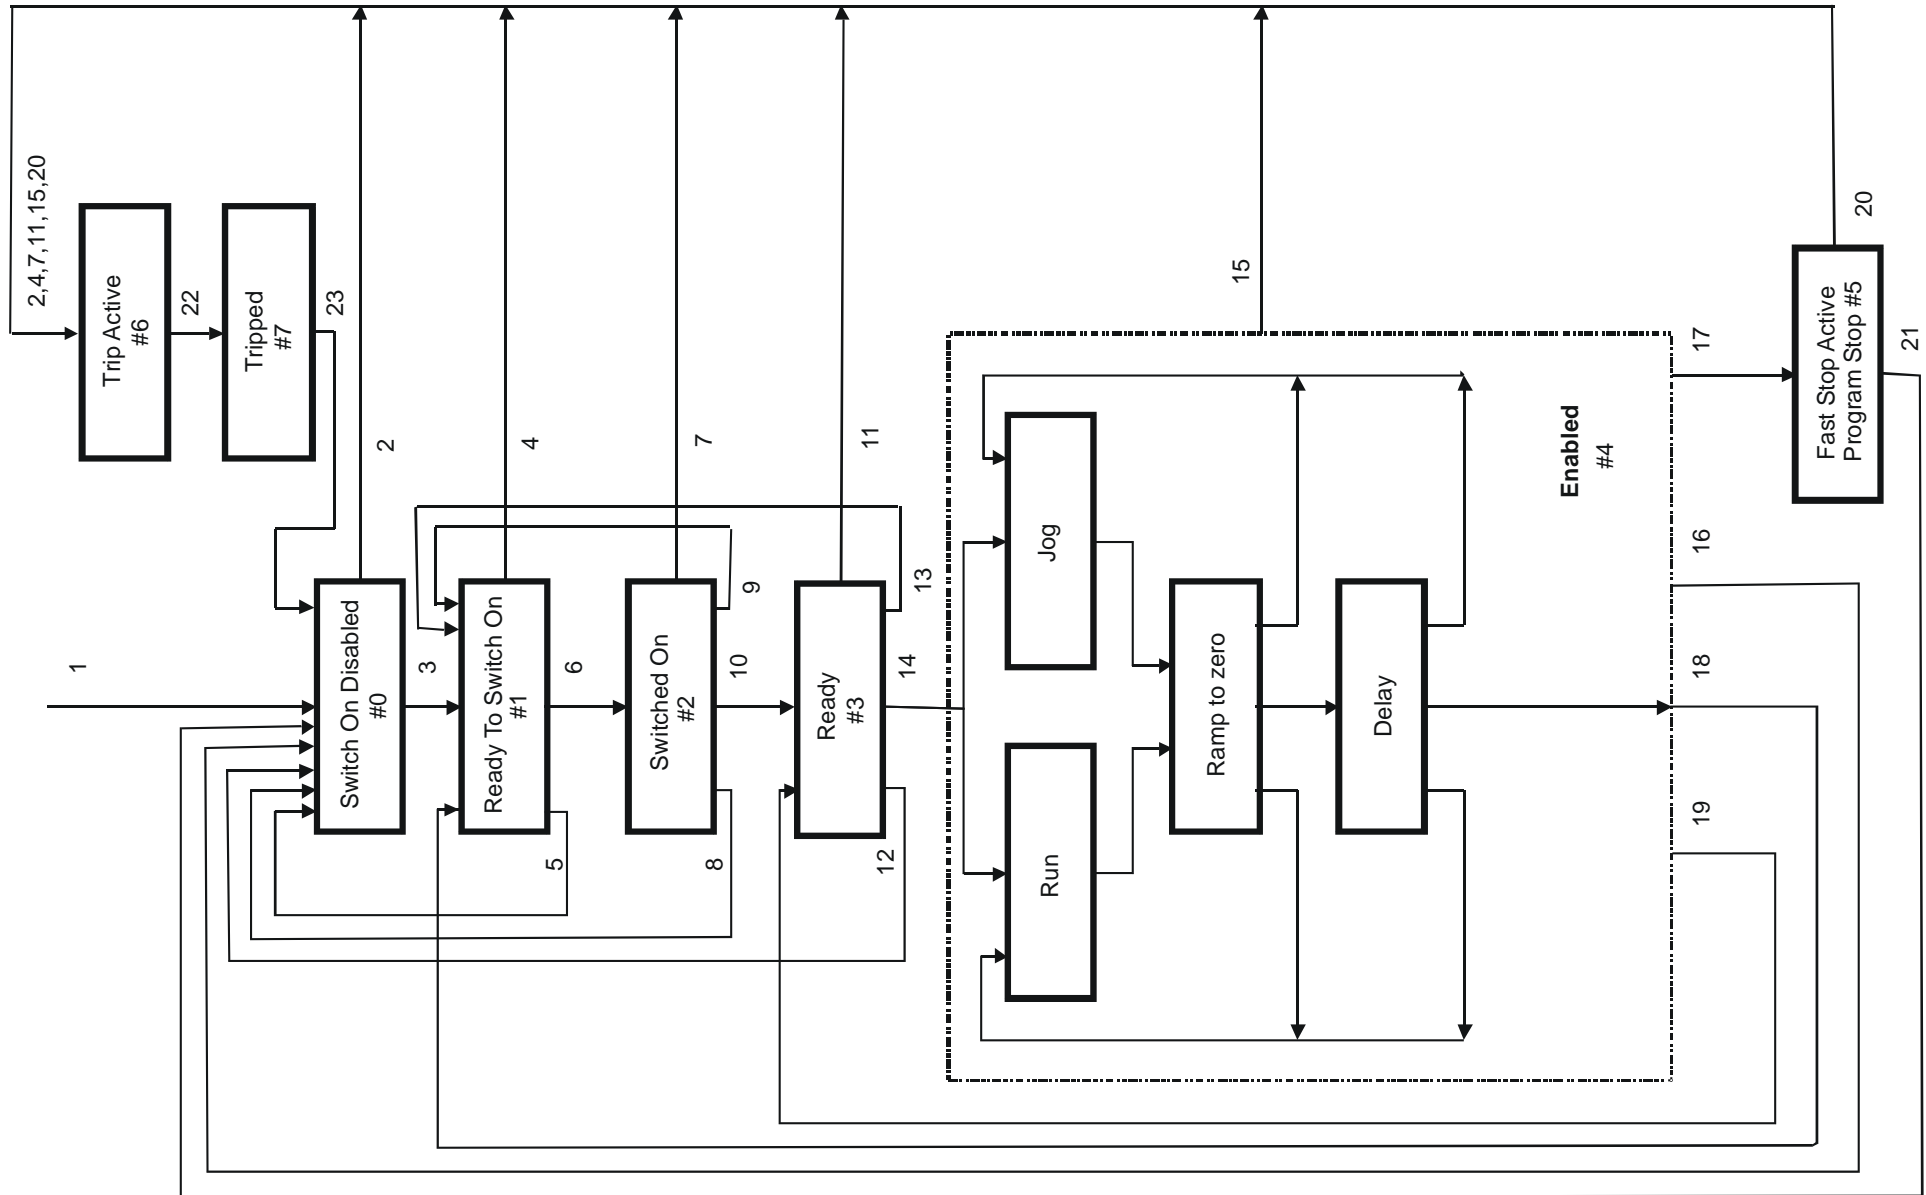 2,4,7,11,15,20
Trip Active
#6
22
Tripped
#7
23
1
Switch On Disabled
#0
2
3
Ready To Switch On
#1
4
5
6
Switched On
#2
7
8
9
10
Ready
#3
11
12
13
14
Run
Jog
Ramp to zero
Delay
15
Enabled
#4
16
17
18
19
Fast Stop Active
Program Stop #5
20
21